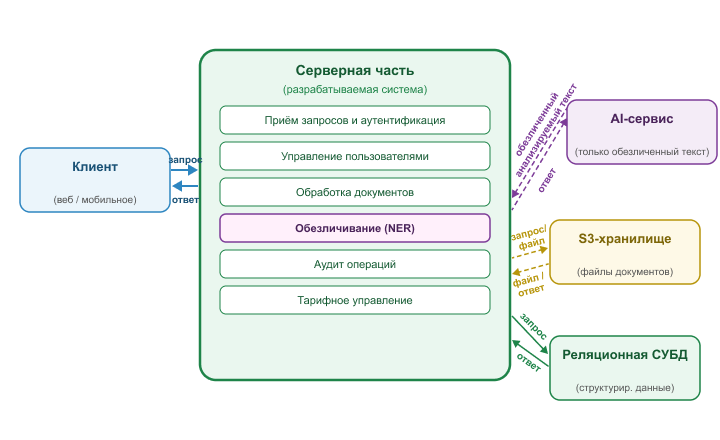 Клиент
(веб / мобильное)
запрос
ответ
Серверная часть
(разрабатываемая система)
Приём запросов и аутентификация
Управление пользователями
Обработка документов
Обезличивание (NER)
Аудит операций
Тарифное управление
обезличенный
анализируемый текст
ответ
AI-сервис
(только обезличенный текст)
запрос/
файл
файл /
ответ
S3-хранилище
(файлы документов)
запрос
ответ
Реляционная СУБД
(структурир. данные)